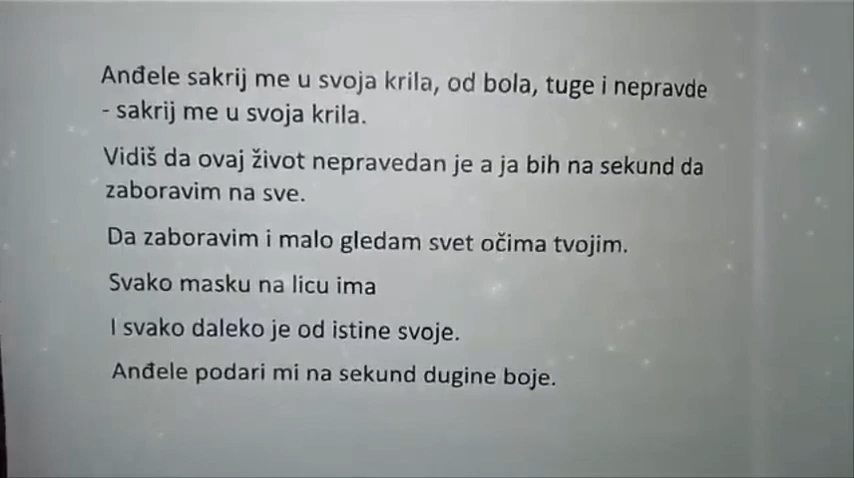 Anđele sakrij me u svoja krila, od bola, tuge i nepravde
- sakrij me u svoja krila.
Vidiš da ovaj život nepravedan je a ja bih na sekund da
zaboravim na sve.
Da zaboravim i malo gledam svet očima tvojim.
Svako masku na licu ima
I svako daleko je od istine svoje.
Anđele podari mi na sekund dugine boje.